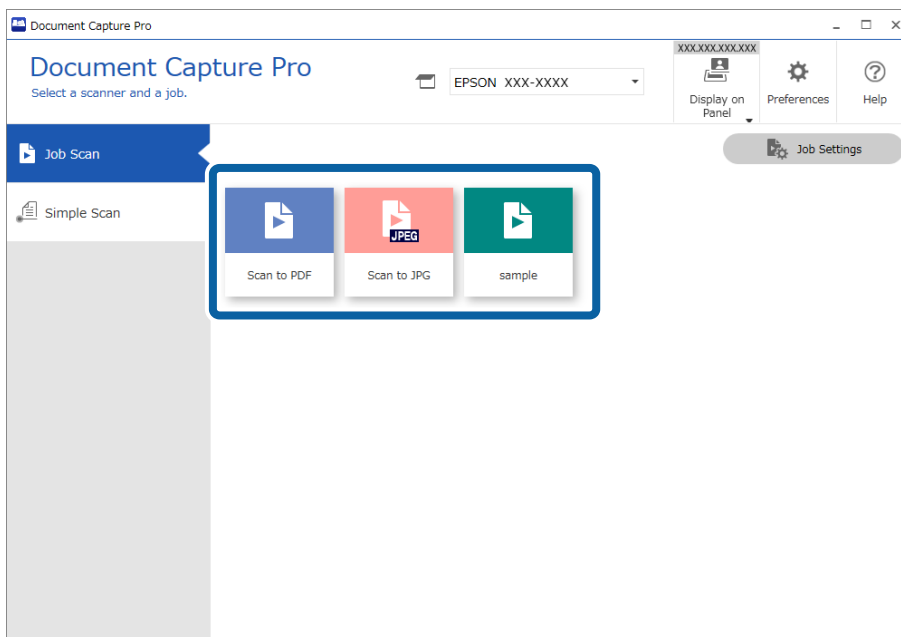 Document Capture Pro
Document Capture Pro
Select a scanner and a job.
EPSON XXX-XXXX
XXX.XXX.XXX.XXX
Display on
Panel
Preferences
Help
Job Scan
Job Settings
Simple Scan
JPEG
Scan to PDF
Scan to JPG
sample